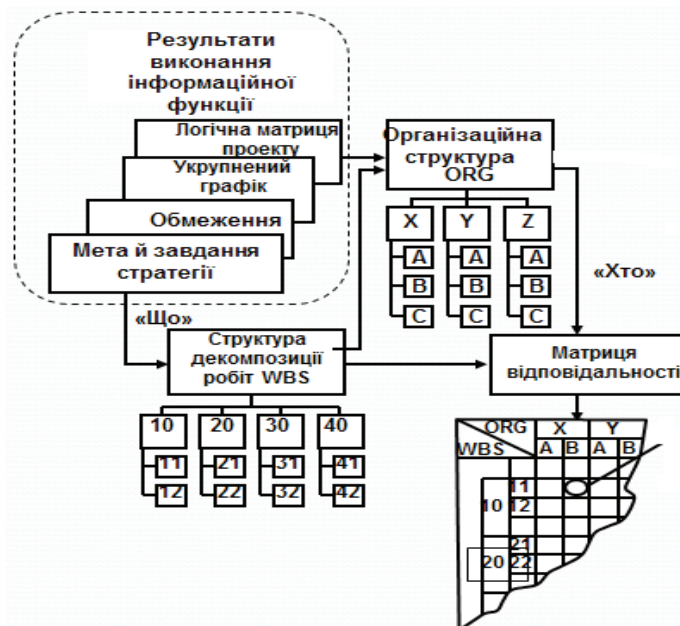 Результати
виконання
інформаційної
функції
Логічна матриця
проекту
Укрупнений
графік
Обмеження
Мета й завдання
стратегії
Організаційна
структура
ORG
X Y Z
A A A
B B B
C C C
«Хто»
«Що»
Структура
декомпозиції
робіт WBS
Матриця
відповідальності
10 20 30 40
11 21 31 41
12 22 32 42
ORG X Y
WBS A B A B
11
10 12
21
20 22